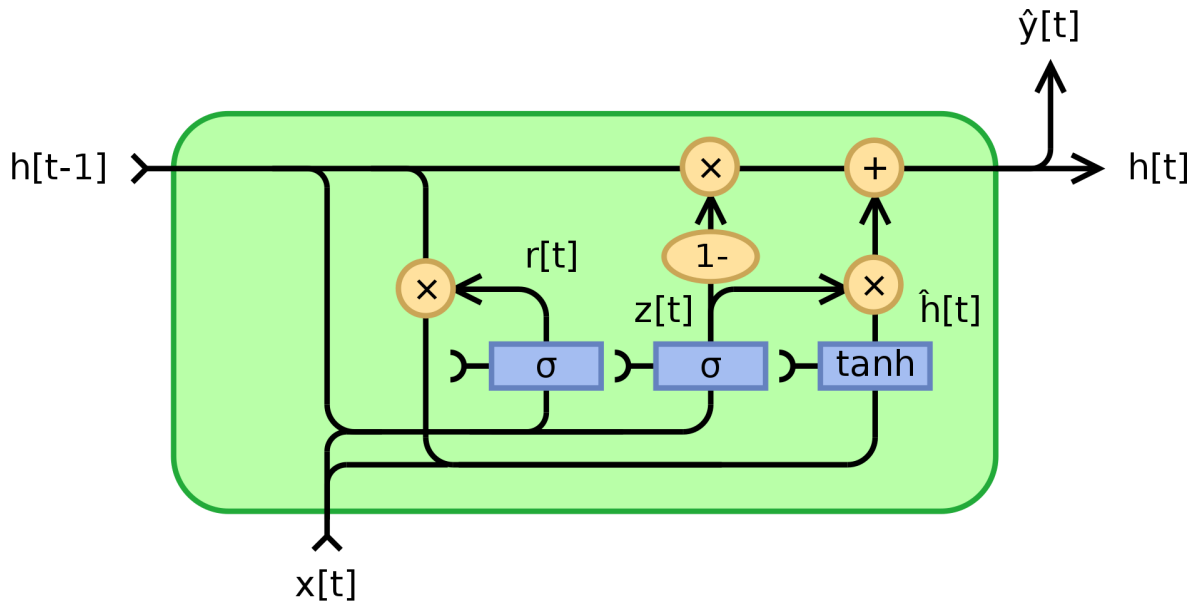 ŷ[t]
h[t-1]
×
+
h[t]
r[t]
1-
×
×
z[t]
ĥ[t]
σ
σ
tanh
x[t]